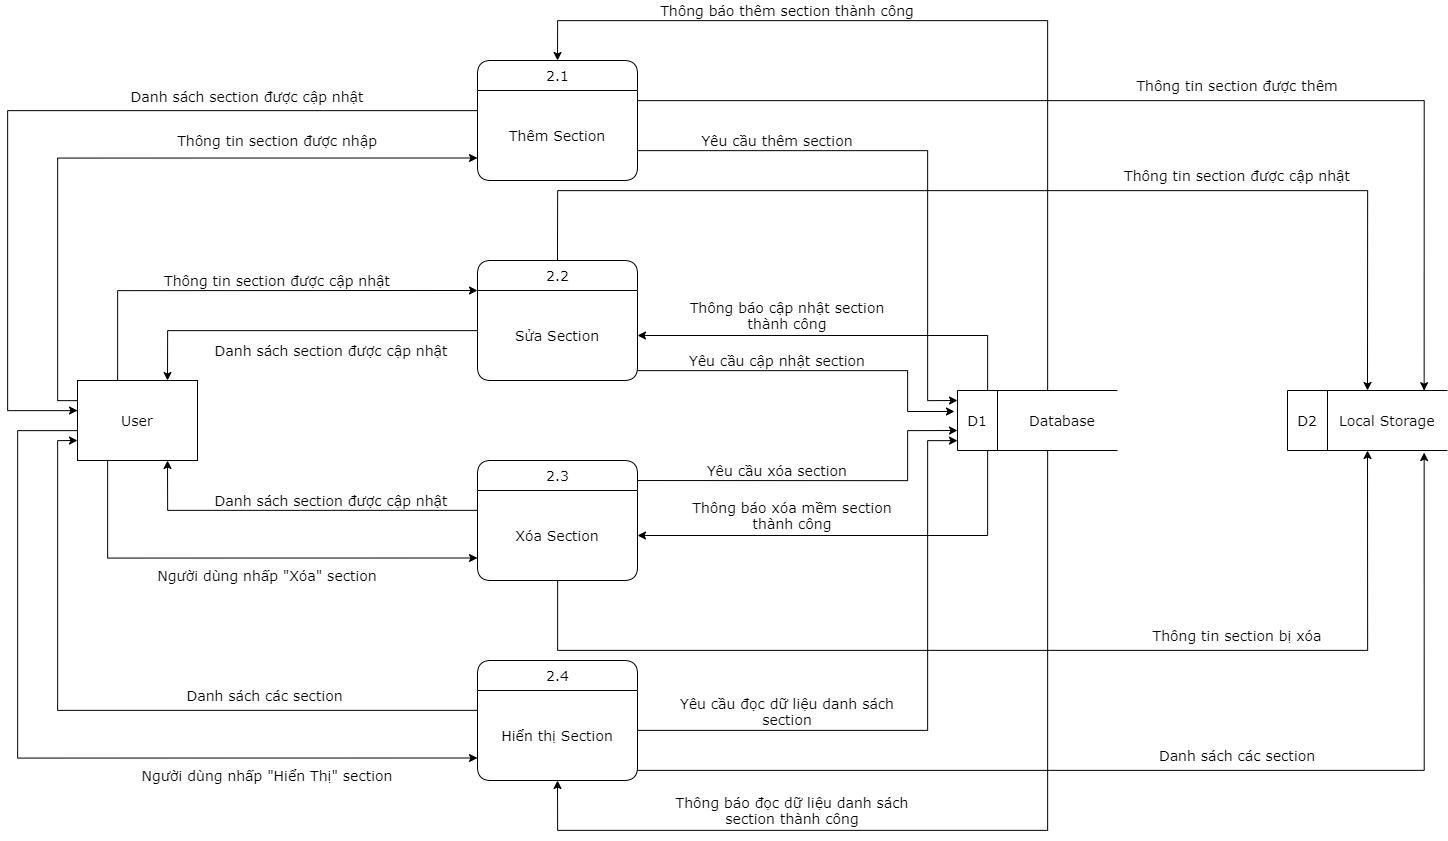 Thông báo thêm section thành công
2.1
Thêm Section
Danh sách section được cập nhật
Thông tin section được nhập
Thông tin section được thêm
Yêu cầu thêm section
Thông tin section được cập nhật
2.2
Sửa Section
Thông tin section được cập nhật
Danh sách section được cập nhật
Thông báo cập nhật section
thành công
Yêu cầu cập nhật section
User
D1
Database
D2
Local Storage
2.3
Xóa Section
Danh sách section được cập nhật
Người dùng nhấp "Xóa" section
Yêu cầu xóa section
Thông báo xóa mềm section
thành công
Thông tin section bị xóa
2.4
Hiển thị Section
Danh sách các section
Người dùng nhấp "Hiển Thị" section
Yêu cầu đọc dữ liệu danh sách
section
Danh sách các section
Thông báo đọc dữ liệu danh sách
section thành công